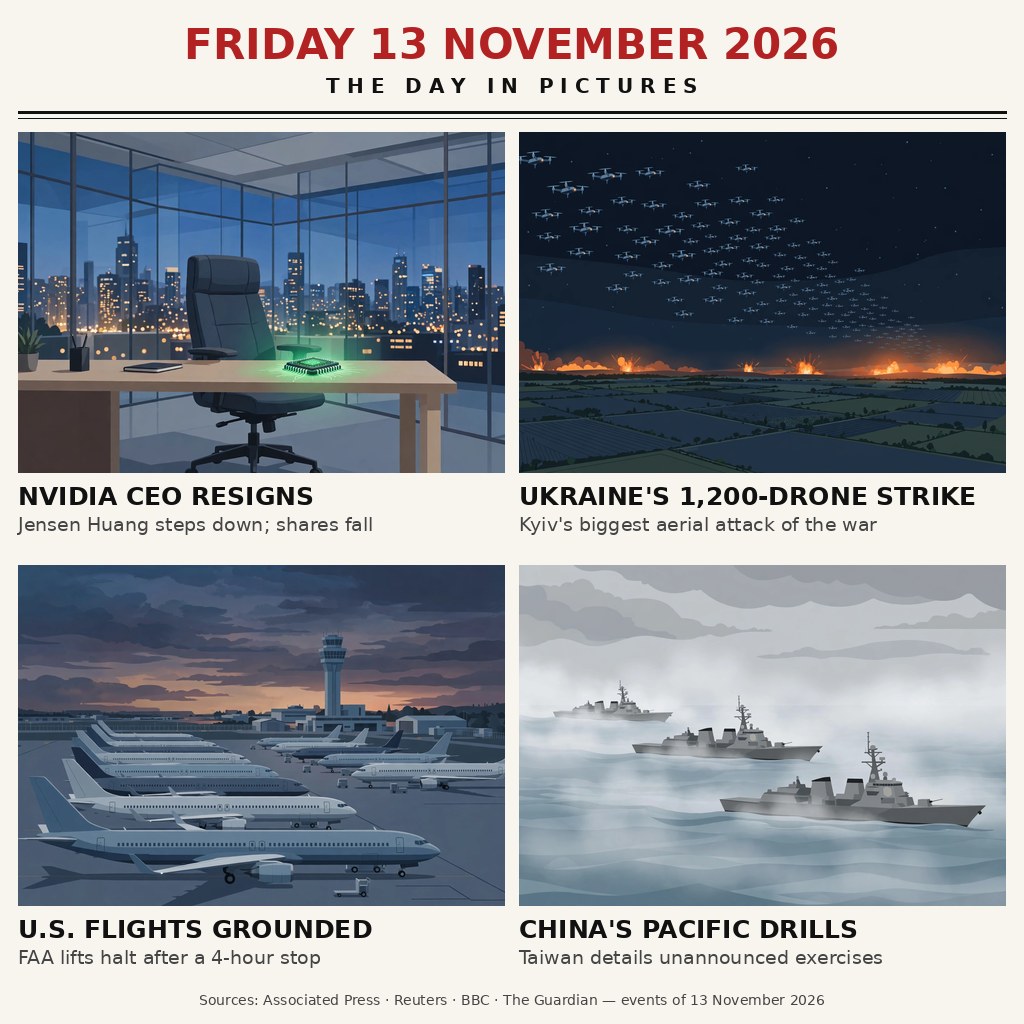 FRIDAY 13 NOVEMBER 2026
THE DAY IN PICTURES
NVIDIA CEO RESIGNS
Jensen Huang steps down; shares fall
UKRAINE'S 1,200-DRONE STRIKE
Kyiv's biggest aerial attack of the war
U.S. FLIGHTS GROUNDED
FAA lifts halt after a 4-hour stop
CHINA'S PACIFIC DRILLS
Taiwan details unannounced exercises
Sources: Associated Press · Reuters · BBC · The Guardian — events of 13 November 2026